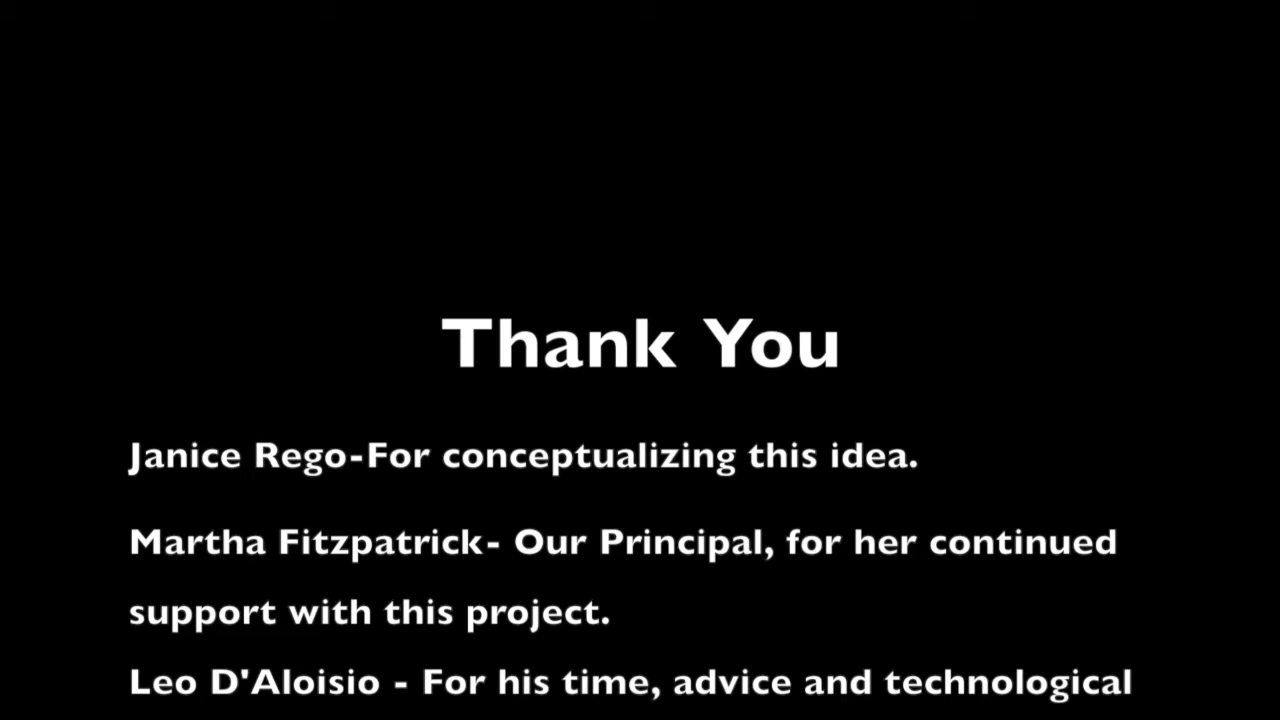 Thank You
Janice Rego-For conceptualizing this idea.
Martha Fitzpatrick- Our Principal, for her continued
support with this project.
Leo D'Aloisio - For his time, advice and technological